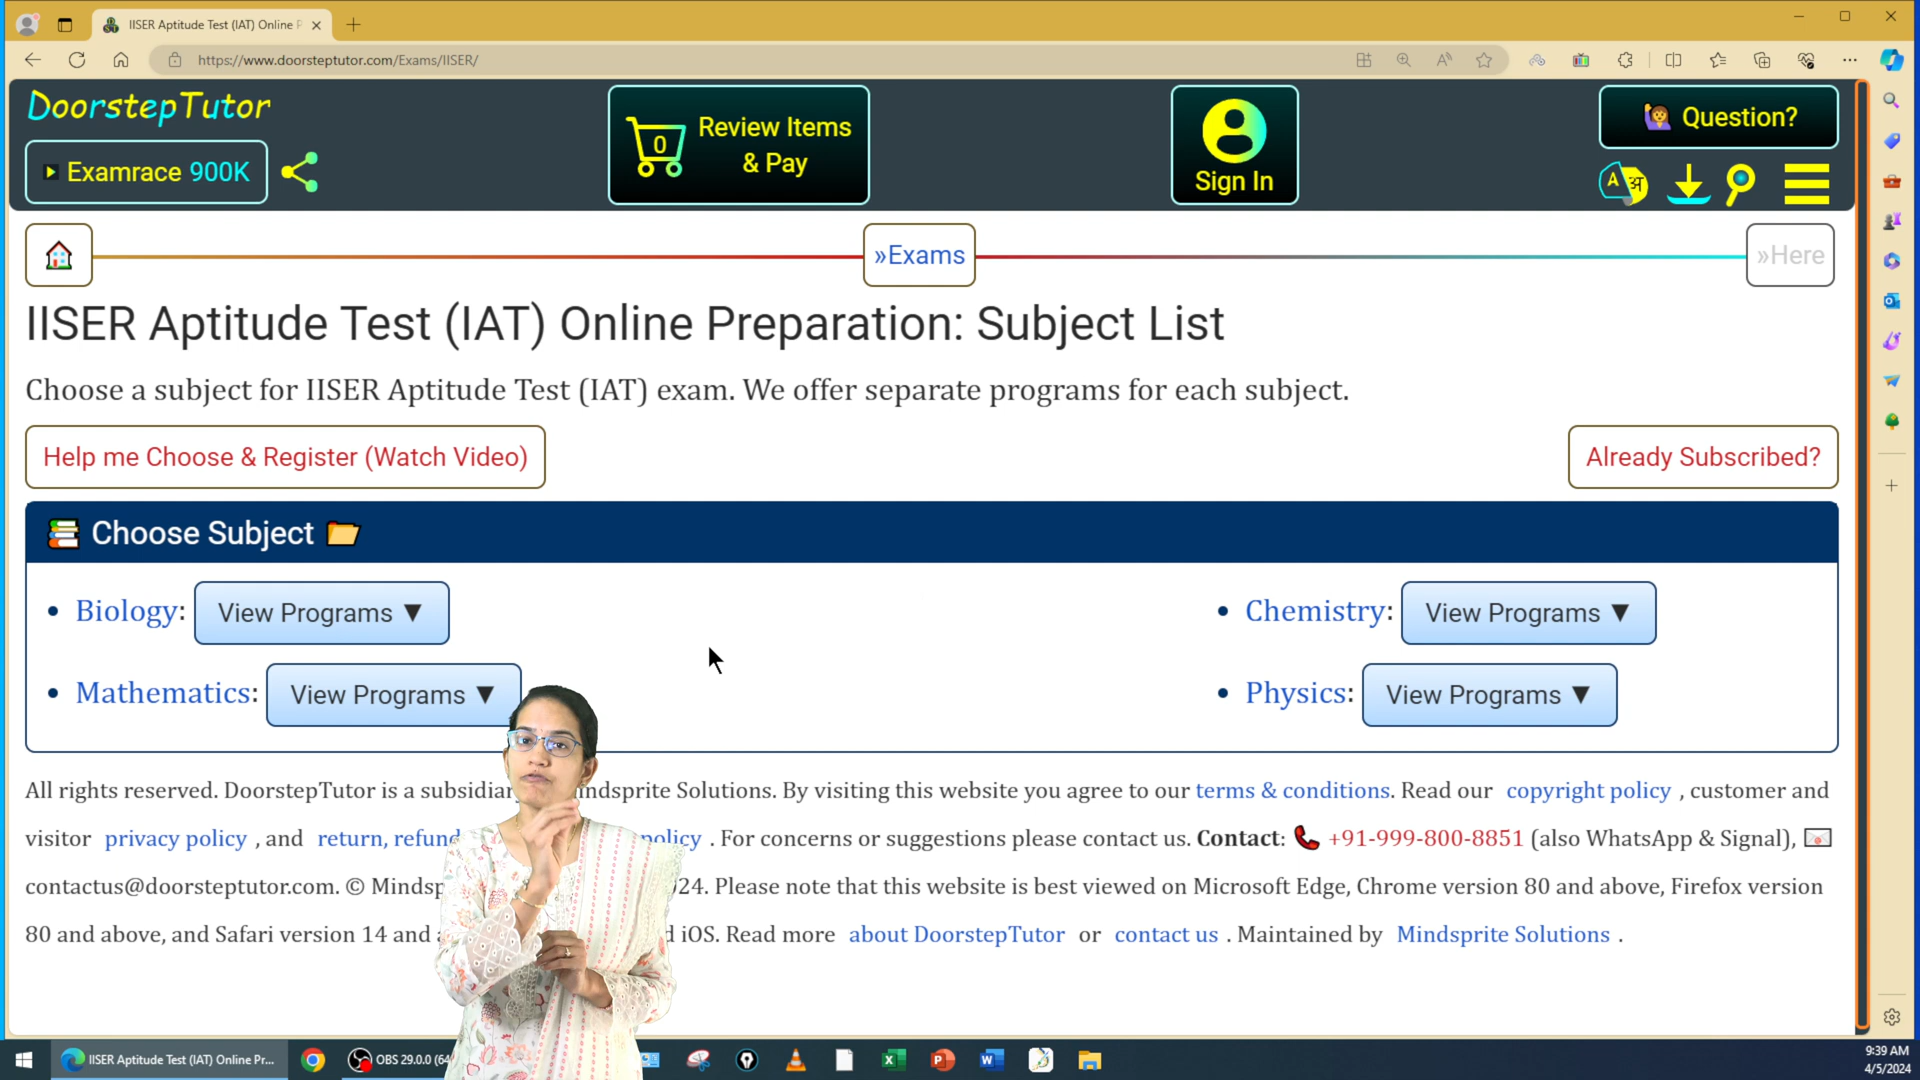 IISER Aptitude Test (IAT) Online P
https://www.doorsteptutor.com/Exams/IISER/
DoorstepTutor
Examrace 900K
0
Review Items
& Pay
Sign In
Question?
A अ
»Exams
»Here
IISER Aptitude Test (IAT) Online Preparation: Subject List
Choose a subject for IISER Aptitude Test (IAT) exam. We offer separate programs for each subject.
Help me Choose & Register (Watch Video)
Already Subscribed?
Choose Subject
• Biology: View Programs ▼
• Chemistry: View Programs ▼
• Mathematics: View Programs ▼
• Physics: View Programs ▼
All rights reserved. DoorstepTutor is a subsidiar ndsprite Solutions. By visiting this website you agree to our terms & conditions. Read our copyright policy , customer and
visitor privacy policy , and return, refun policy . For concerns or suggestions please contact us. Contact: +91-999-800-8851 (also WhatsApp & Signal),
contactus@doorsteptutor.com. © Mindsp 24. Please note that this website is best viewed on Microsoft Edge, Chrome version 80 and above, Firefox version
80 and above, and Safari version 14 and iOS. Read more about DoorstepTutor or contact us . Maintained by Mindsprite Solutions .
IISER Aptitude Test (IAT) Online Pr...
OBS 29.0.0 (64
9:39 AM
4/5/2024